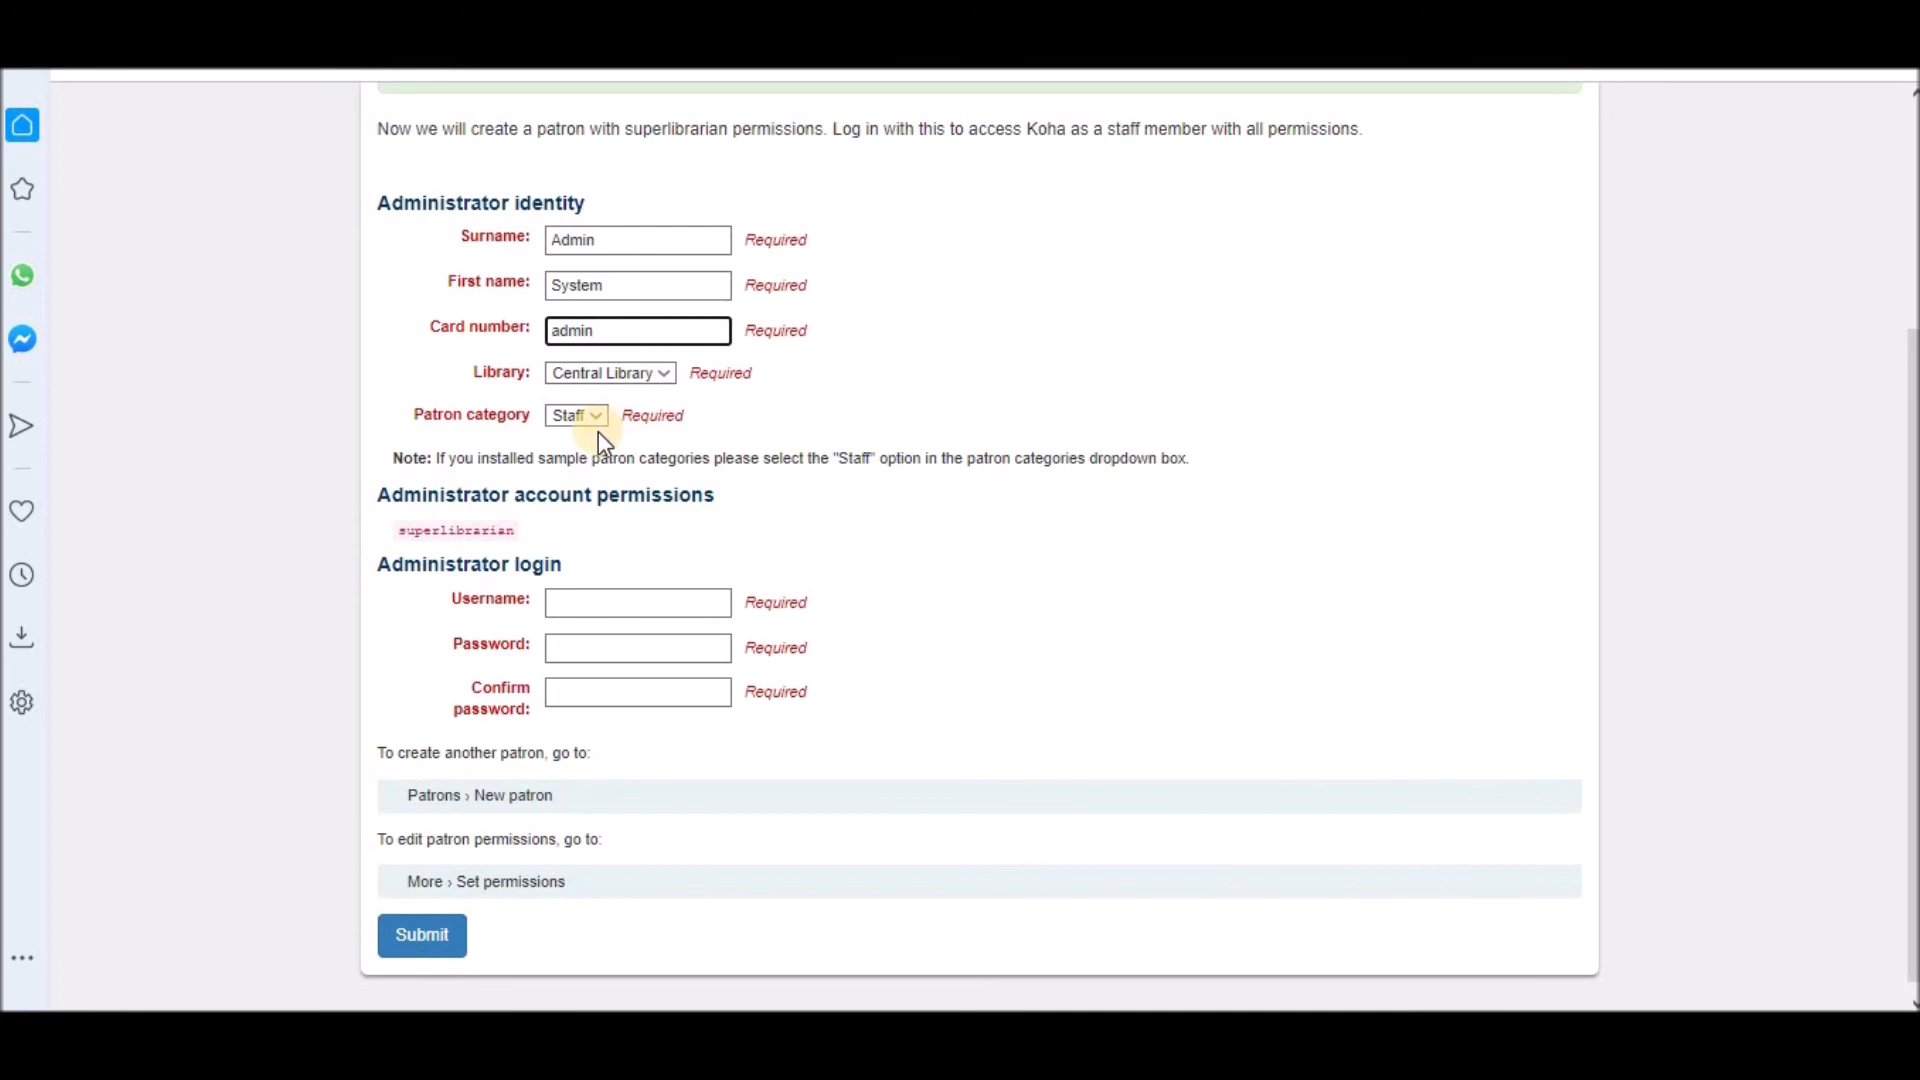 Now we will create a patron with superlibrarian permissions. Log in with this to access Koha as a staff member with all permissions.
Administrator identity
Surname: Admin Required
First name: System Required
Card number: admin Required
Library: Central Library Required
Patron category Staff Required
Note: If you installed sample patron categories please select the "Staff" option in the patron categories dropdown box.
Administrator account permissions
superlibrarian
Administrator login
Username: Required
Password: Required
Confirm
password: Required
To create another patron, go to:
Patrons › New patron
To edit patron permissions, go to:
More › Set permissions
Submit